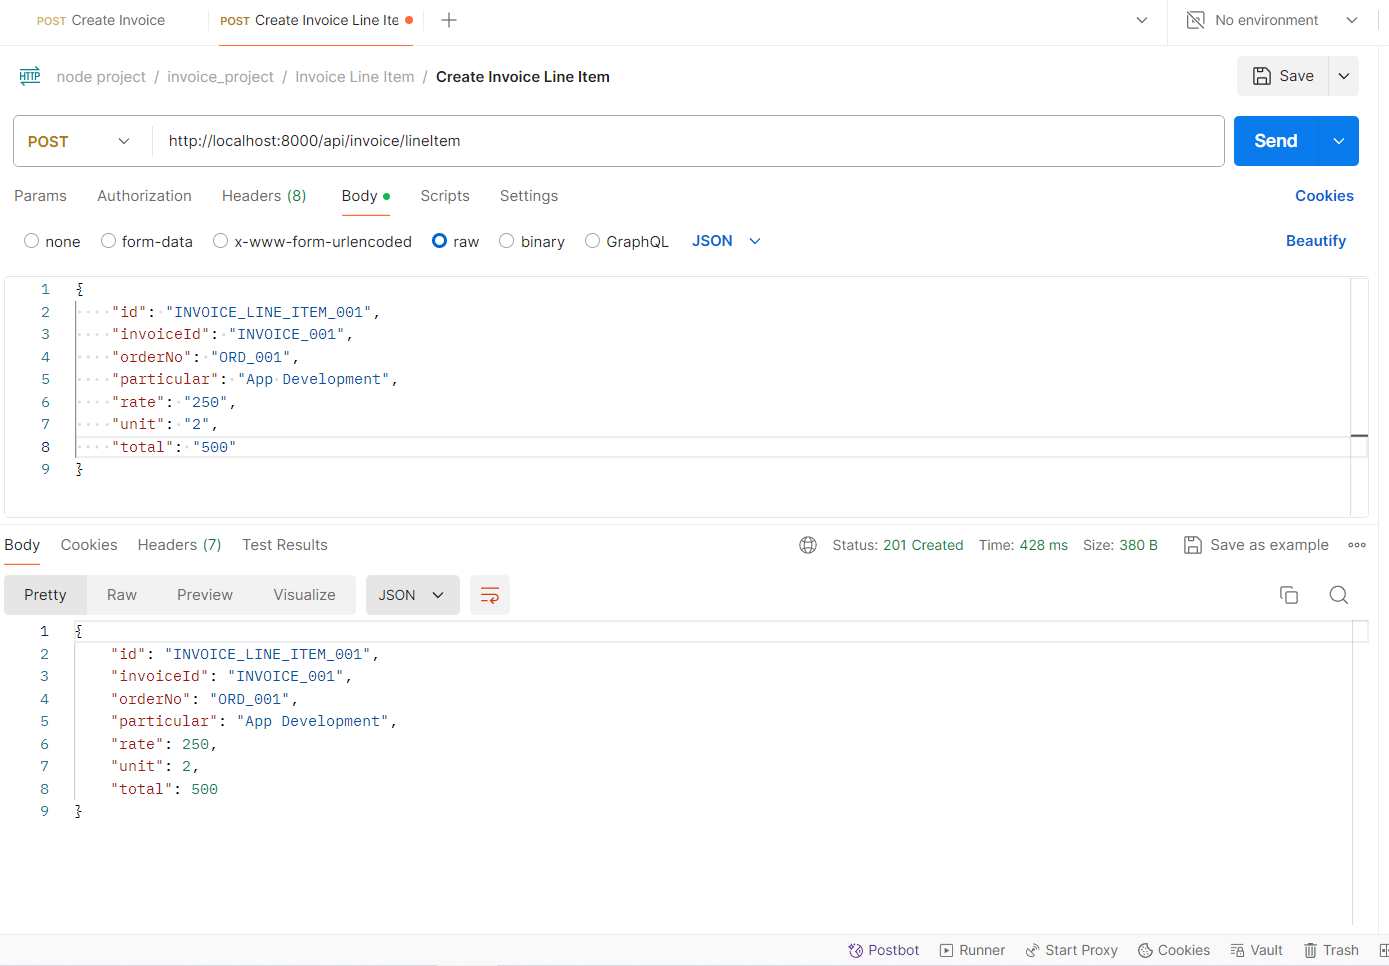 POST Create Invoice POST Create Invoice Line Ite No environment
HTTP node project / invoice_project / Invoice Line Item / Create Invoice Line Item Save
POST http://localhost:8000/api/invoice/lineItem Send
Params Authorization Headers (8) Body Scripts Settings Cookies
none form-data x-www-form-urlencoded raw binary GraphQL JSON Beautify
1 {
2 "id": "INVOICE_LINE_ITEM_001",
3 "invoiceId": "INVOICE_001",
4 "orderNo": "ORD_001",
5 "particular": "App Development",
6 "rate": "250",
7 "unit": "2",
8 "total": "500"
9 }
Body Cookies Headers (7) Test Results Status: 201 Created Time: 428 ms Size: 380 B Save as example
Pretty Raw Preview Visualize JSON
1 {
2 "id": "INVOICE_LINE_ITEM_001",
3 "invoiceId": "INVOICE_001",
4 "orderNo": "ORD_001",
5 "particular": "App Development",
6 "rate": 250,
7 "unit": 2,
8 "total": 500
9 }
Postbot Runner Start Proxy Cookies Vault Trash